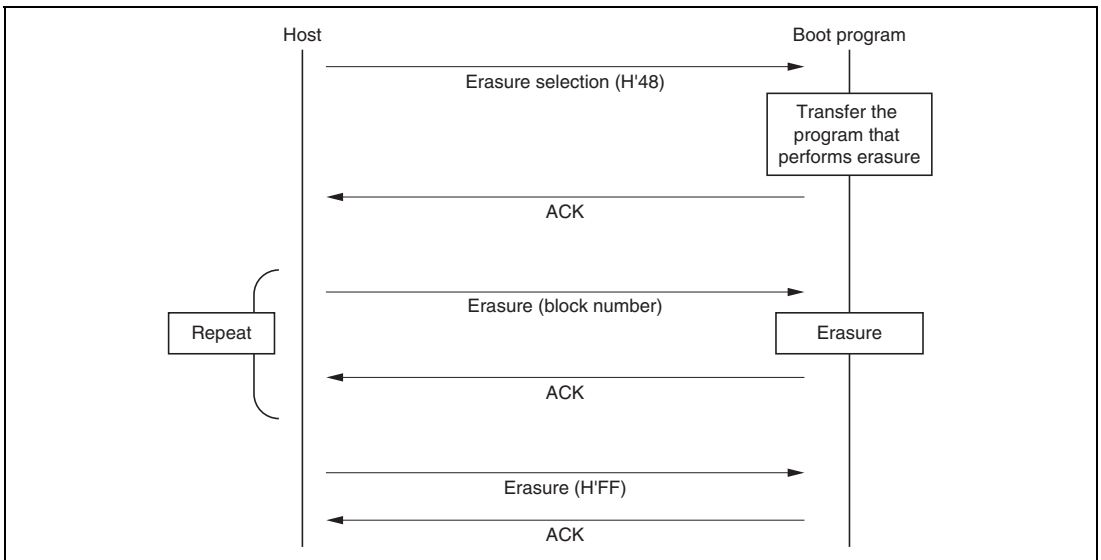 Host
Boot program
Erasure selection (H'48)
Transfer the
program that
performs erasure
ACK
Erasure (block number)
Repeat
Erasure
ACK
Erasure (H'FF)
ACK